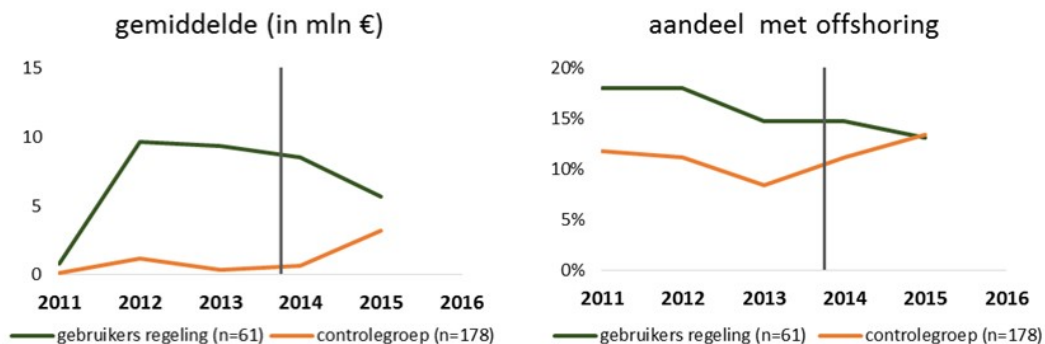 gemiddelde (in mln €)
15
10
5
0
2011 2012 2013 2014 2015 2016
gebruikers regeling (n=61) controlegroep (n=178)
aandeel met offshoring
20%
15%
10%
5%
0%
2011 2012 2013 2014 2015 2016
gebruikers regeling (n=61) controlegroep (n=178)